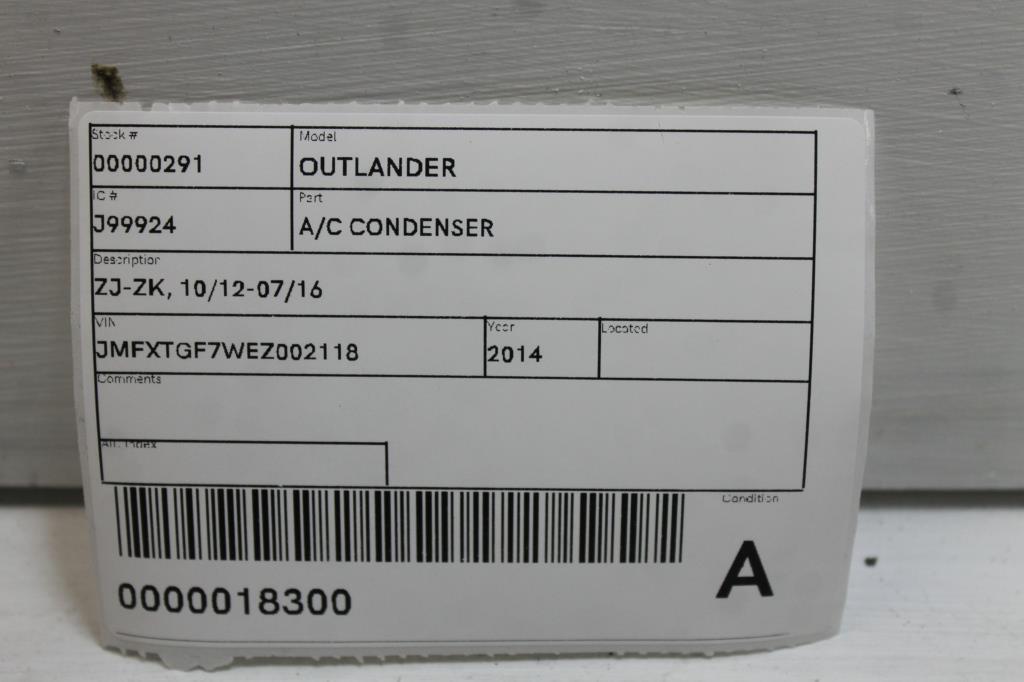 Stock # Model
00000291 OUTLANDER
IC # Part
J99924 A/C CONDENSER
Description
ZJ-ZK, 10/12-07/16
VIN Year Located
JMFXTGF7WEZ002118 2014
Comments
Index
Condition
A
0000018300